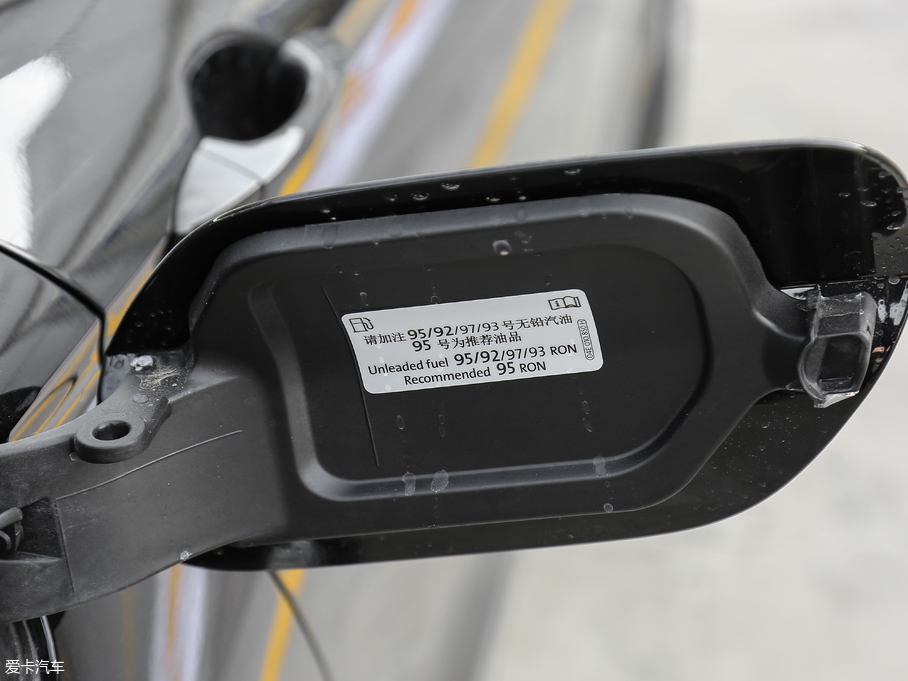 请加注 95/92/97/93 号无铅汽油
95 号为推荐油品
Unleaded fuel 95/92/97/93 RON
Recommended 95 RON
爱卡汽车